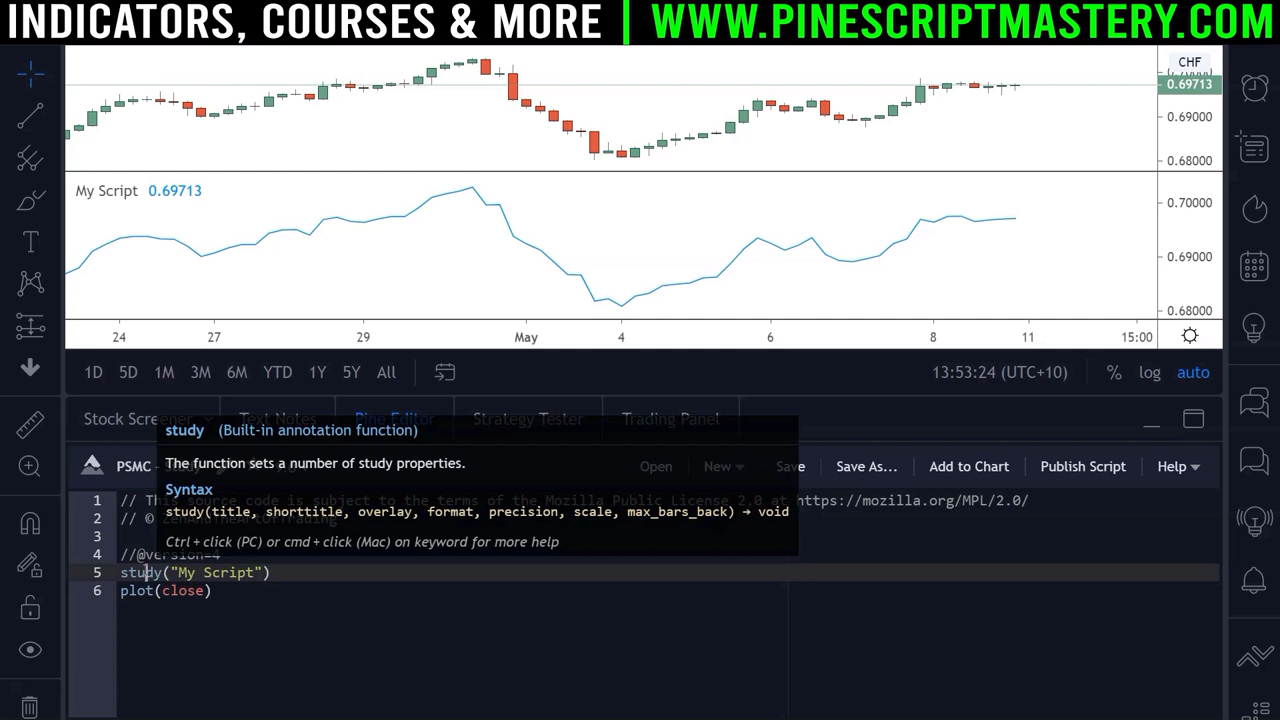 INDICATORS, COURSES & MORE | WWW.PINESCRIPTMASTERY.COM
CHF
0.69713
0.69000
0.68000
My Script 0.69713
0.70000
0.69000
0.68000
24 27 29 May 4 6 8 11 15:00
1D 5D 1M 3M 6M YTD 1Y 5Y All 13:53:24 (UTC+10) % log auto
Stock Screener Text Notes Pine Editor Strategy Tester Trading Panel
study (Built-in annotation function)
The function sets a number of study properties.
Syntax
study(title, shorttitle, overlay, format, precision, scale, max_bars_back) → void
Ctrl + click (PC) or cmd + click (Mac) on keyword for more help
PSMC Open New Save Save As... Add to Chart Publish Script Help
1 // This source code is subject to the terms of the Mozilla Public License 2.0 at https://mozilla.org/MPL/2.0/
2 // © ZenAndTheArtOfTrading
3
4 //@version=4
5 study("My Script")
6 plot(close)